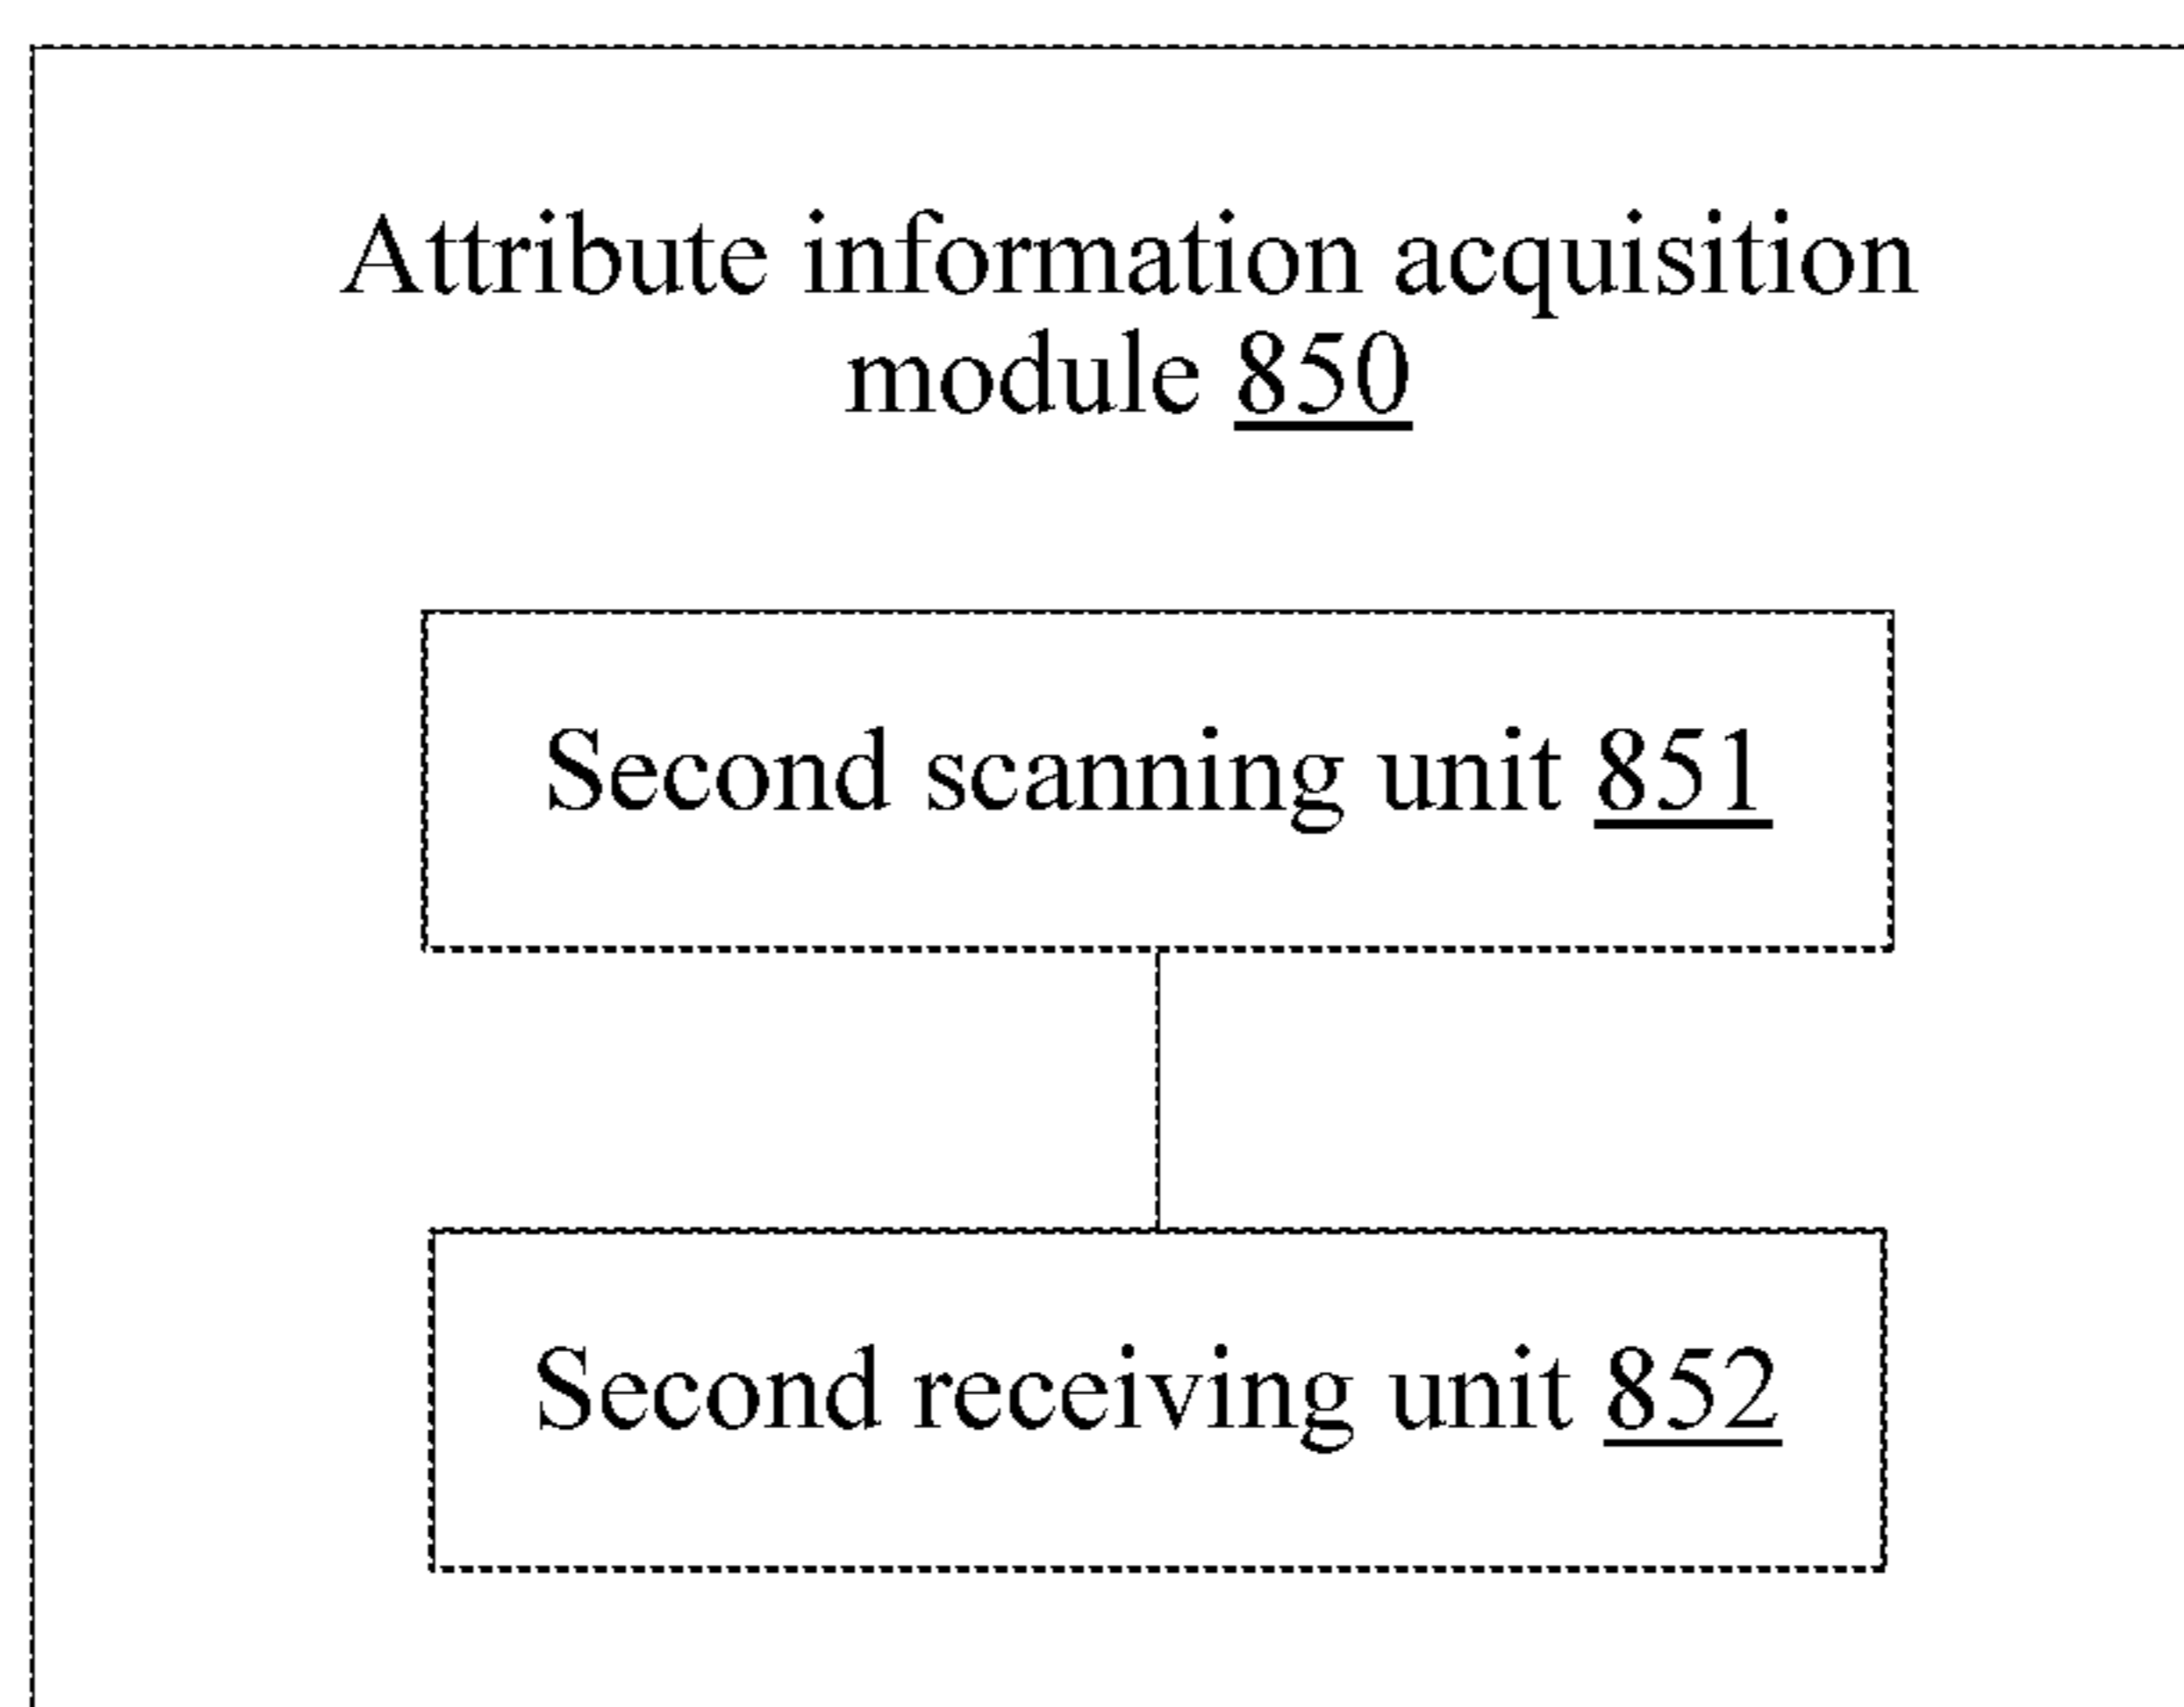 Attribute information acquisition
module 850
Second scanning unit 851
Second receiving unit 852